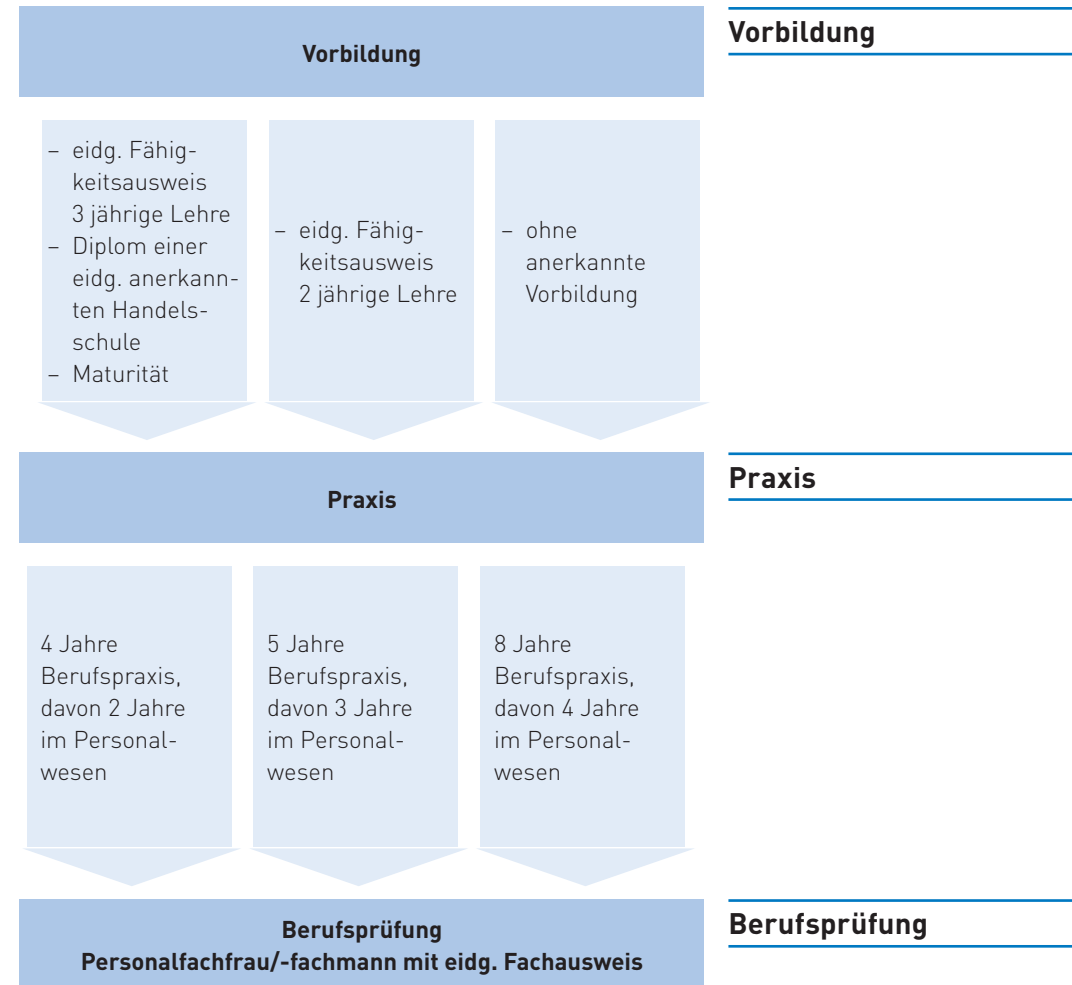 Vorbildung
Vorbildung
– eidg. Fähig-
keitsausweis
3 jährige Lehre
– Diplom einer
eidg. anerkann-
ten Handels-
schule
– Maturität
– eidg. Fähig-
keitsausweis
2 jährige Lehre
– ohne
anerkannte
Vorbildung
Praxis
Praxis
4 Jahre
Berufspraxis,
davon 2 Jahre
im Personal-
wesen
5 Jahre
Berufspraxis,
davon 3 Jahre
im Personal-
wesen
8 Jahre
Berufspraxis,
davon 4 Jahre
im Personal-
wesen
Berufsprüfung
Personalfachfrau/-fachmann mit eidg. Fachausweis
Berufsprüfung